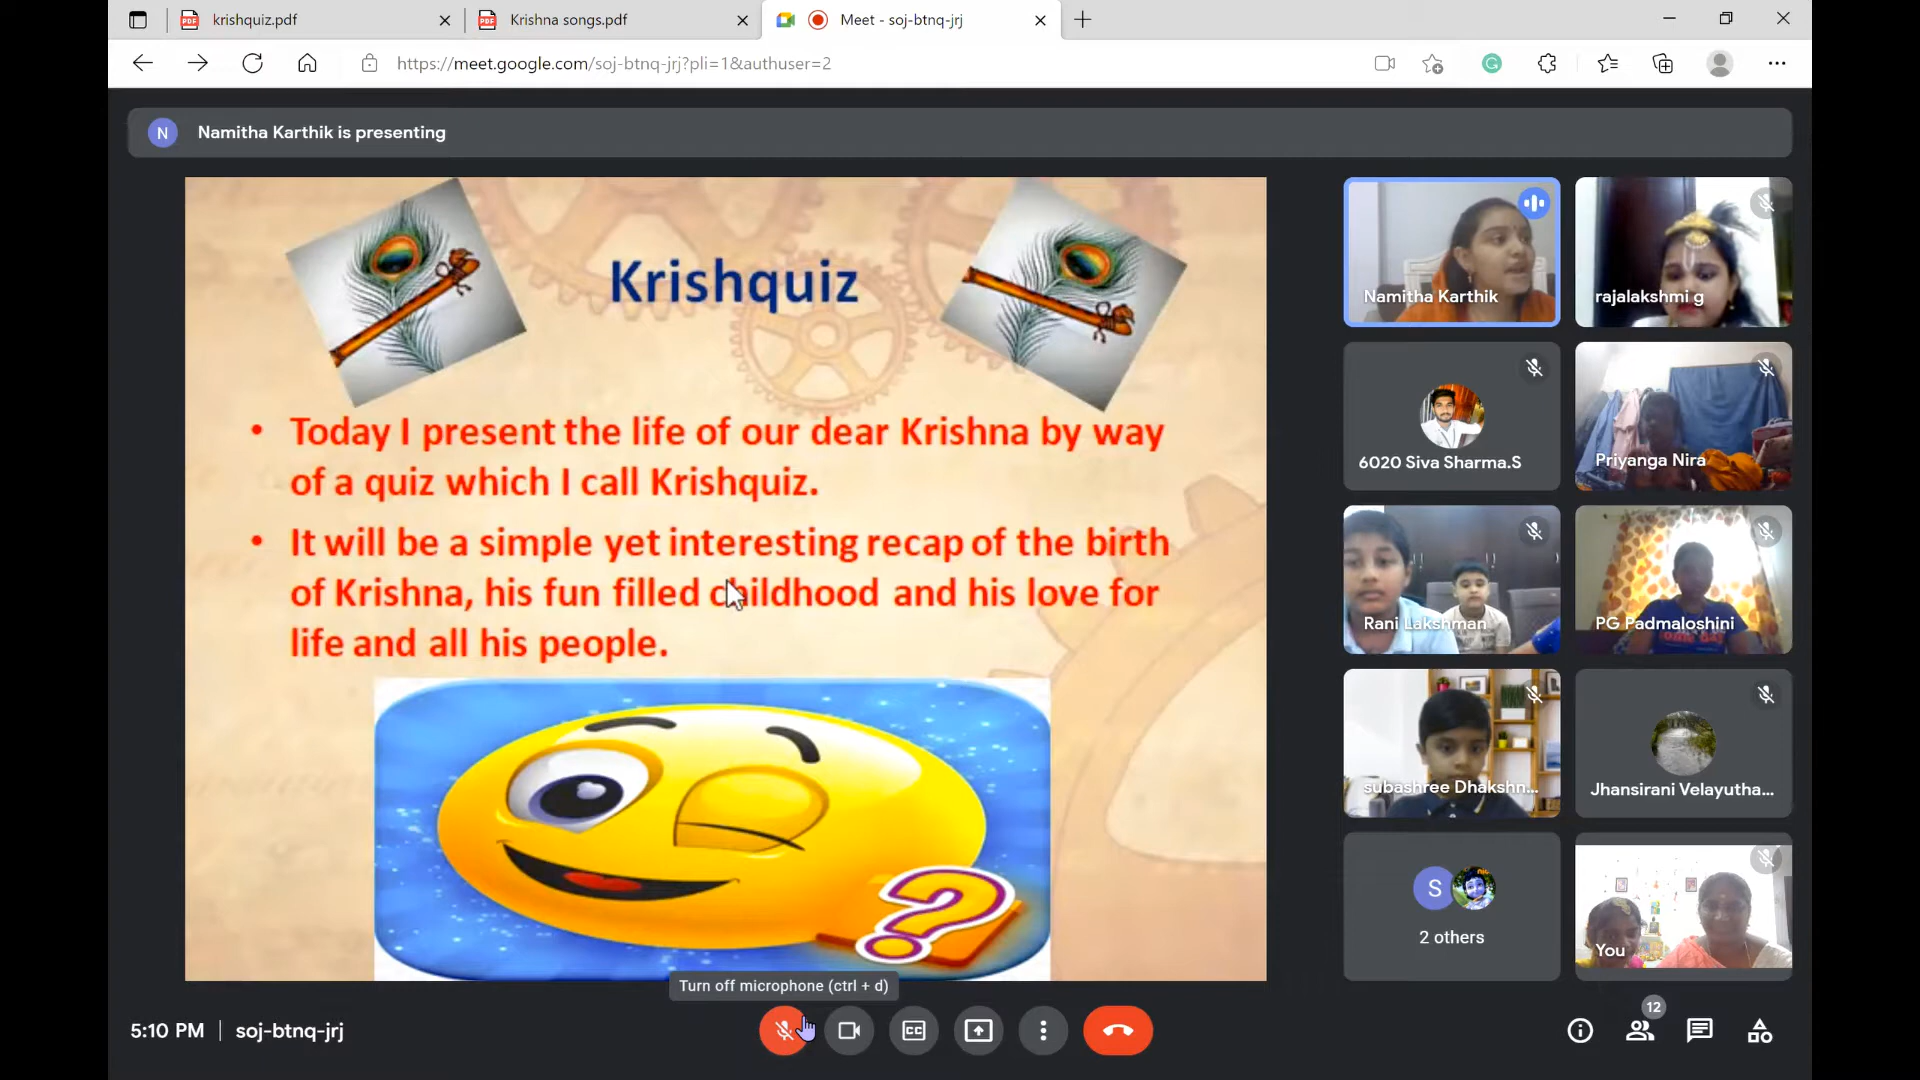 krishquiz.pdf
Krishna songs.pdf
Meet - soj-btnq-jrj
https://meet.google.com/soj-btnq-jrj?pli=1&authuser=2
N
Namitha Karthik is presenting
Krishquiz
• Today I present the life of our dear Krishna by way
of a quiz which I call Krishquiz.
• It will be a simple yet interesting recap of the birth
of Krishna, his fun filled childhood and his love for
life and all his people.
?
Namitha Karthik
rajalakshmi g
6020 Siva Sharma.S
Priyanga Nira
Rani Lakshman
PG Padmaloshini
subashree Dhakshn...
Jhansirani Velayutha...
S
2 others
You
Turn off microphone (ctrl + d)
5:10 PM | soj-btnq-jrj
CC
12